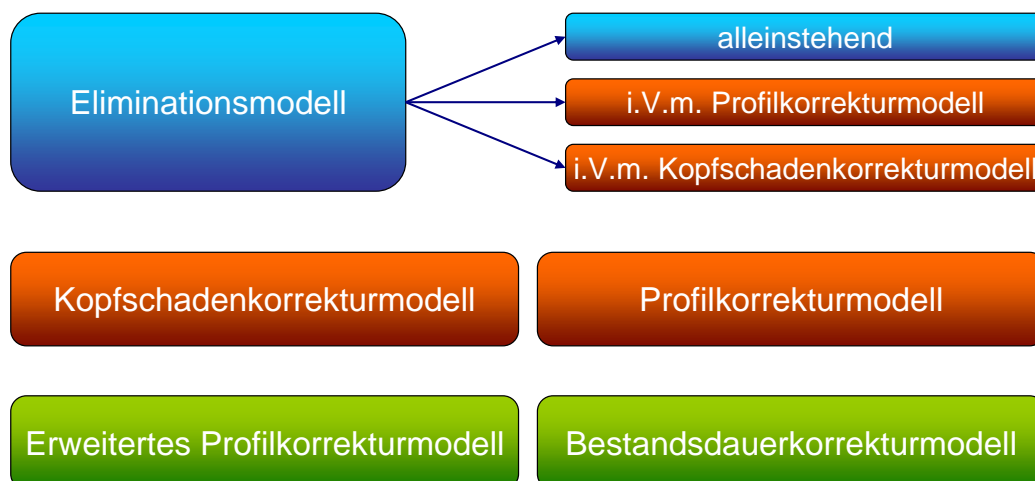 Eliminationsmodell
alleinstehend
i.V.m. Profilkorrekturmodell
i.V.m. Kopfschadenkorrekturmodell
Kopfschadenkorrekturmodell
Profilkorrekturmodell
Erweitertes Profilkorrekturmodell
Bestandsdauerkorrekturmodell